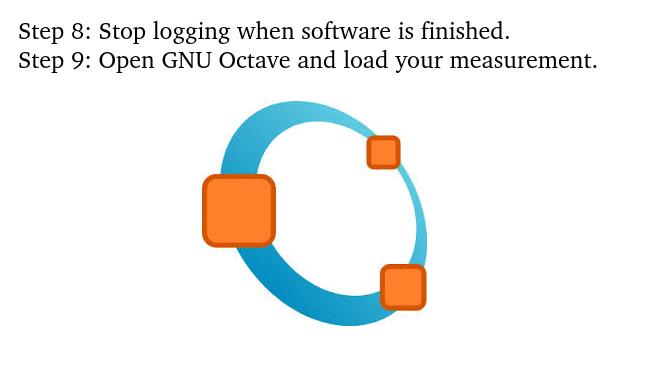 Step 8: Stop logging when software is finished.
Step 9: Open GNU Octave and load your measurement.